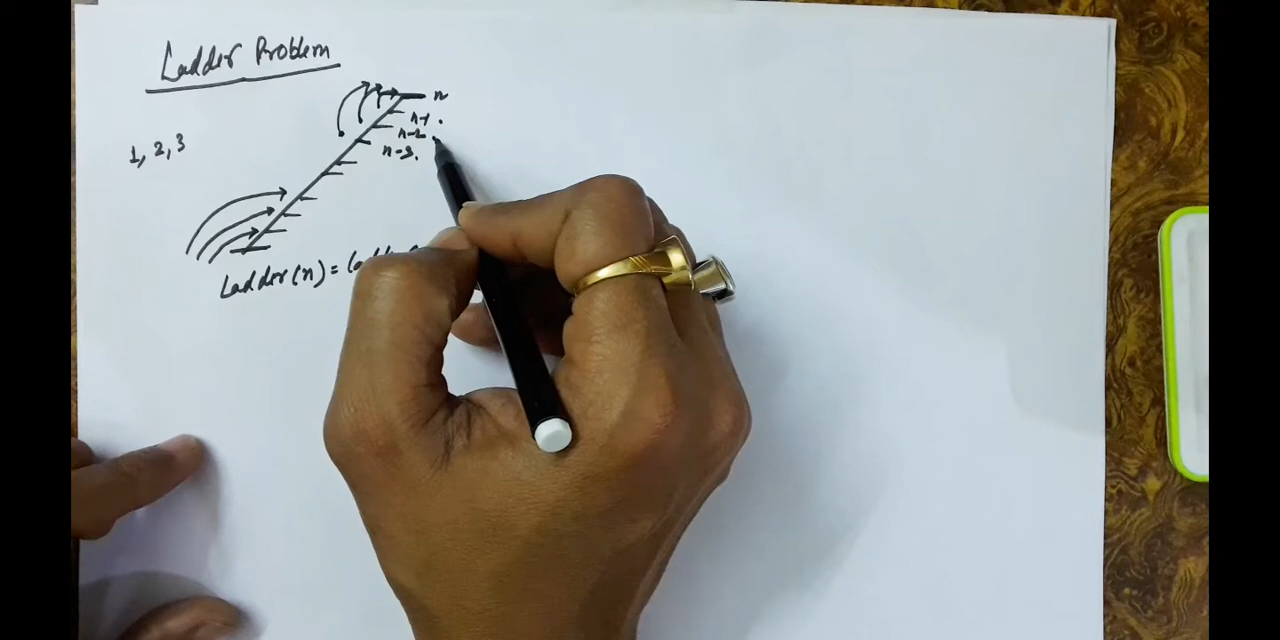 Ladder Problem
n
n-1
n-2
n-3
1, 2, 3
Ladder(n) =